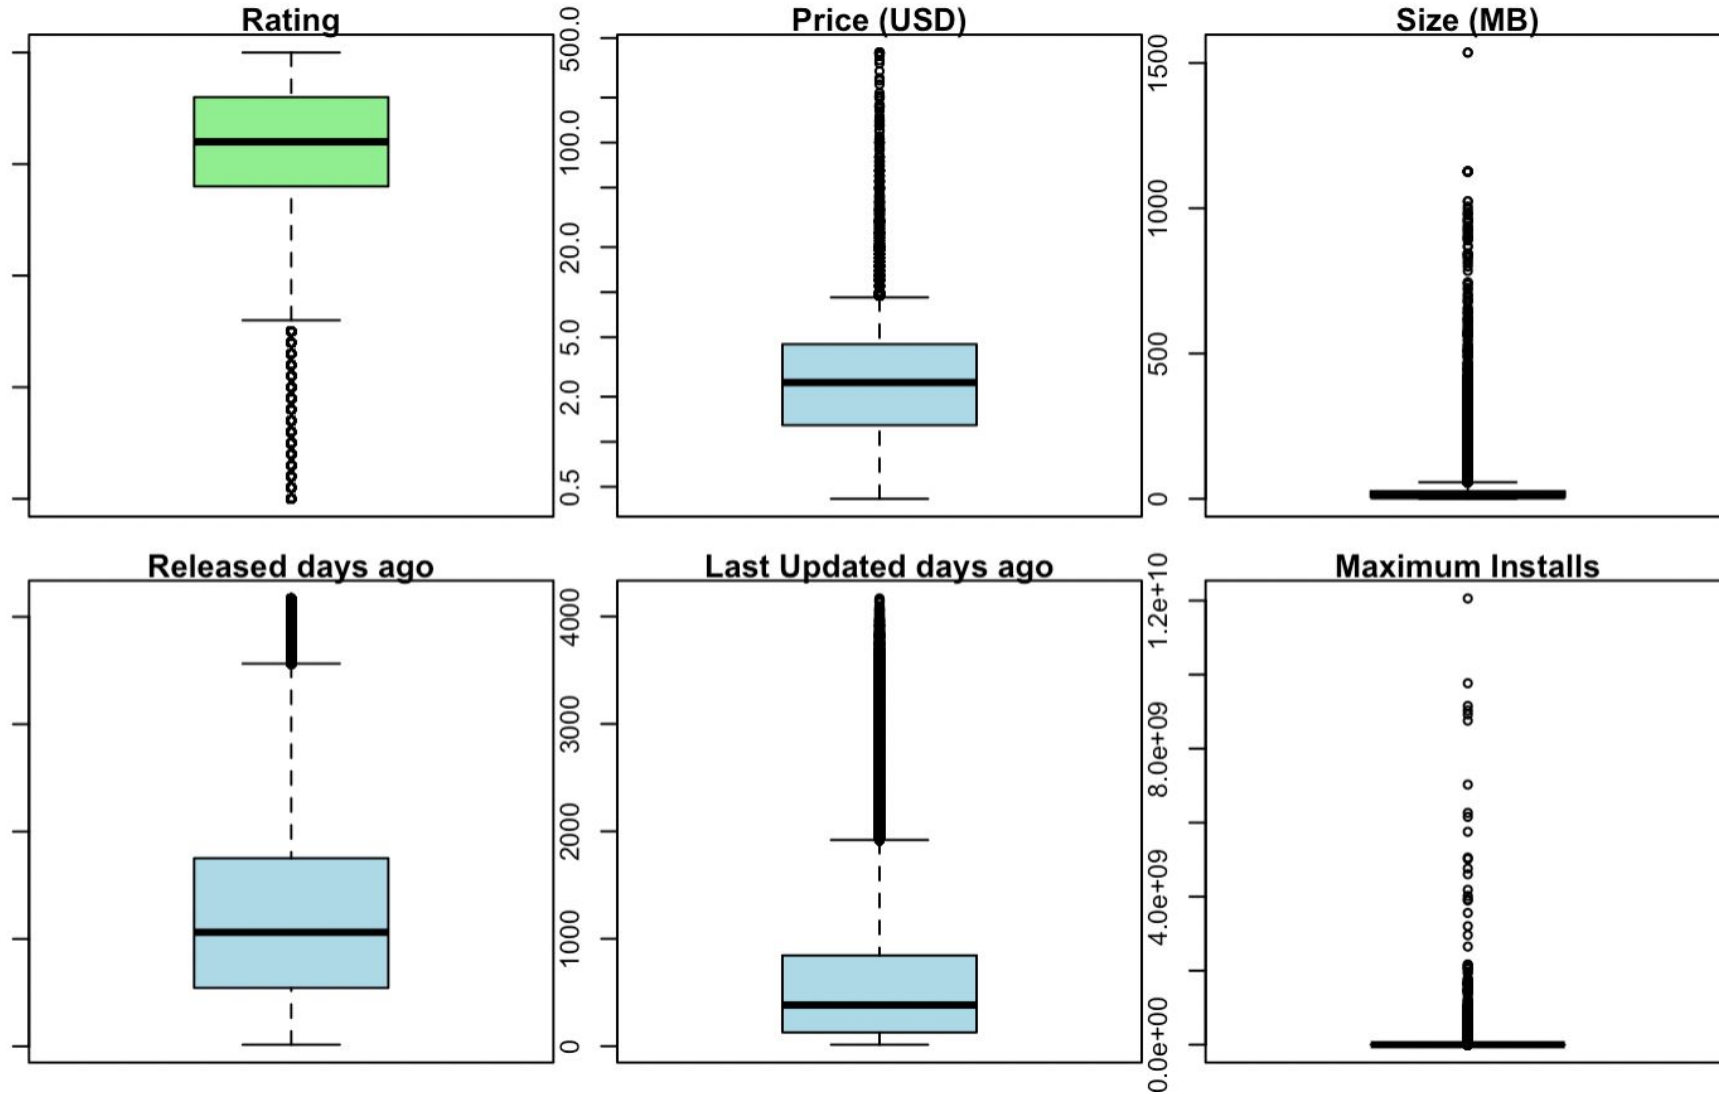 Rating
Price (USD)
500.0
100.0
20.0
5.0
2.0
0.5
Size (MB)
1500
1000
500
0
Released days ago
Last Updated days ago
4000
3000
2000
1000
0
Maximum Installs
1.2e+10
8.0e+09
4.0e+09
0.0e+00